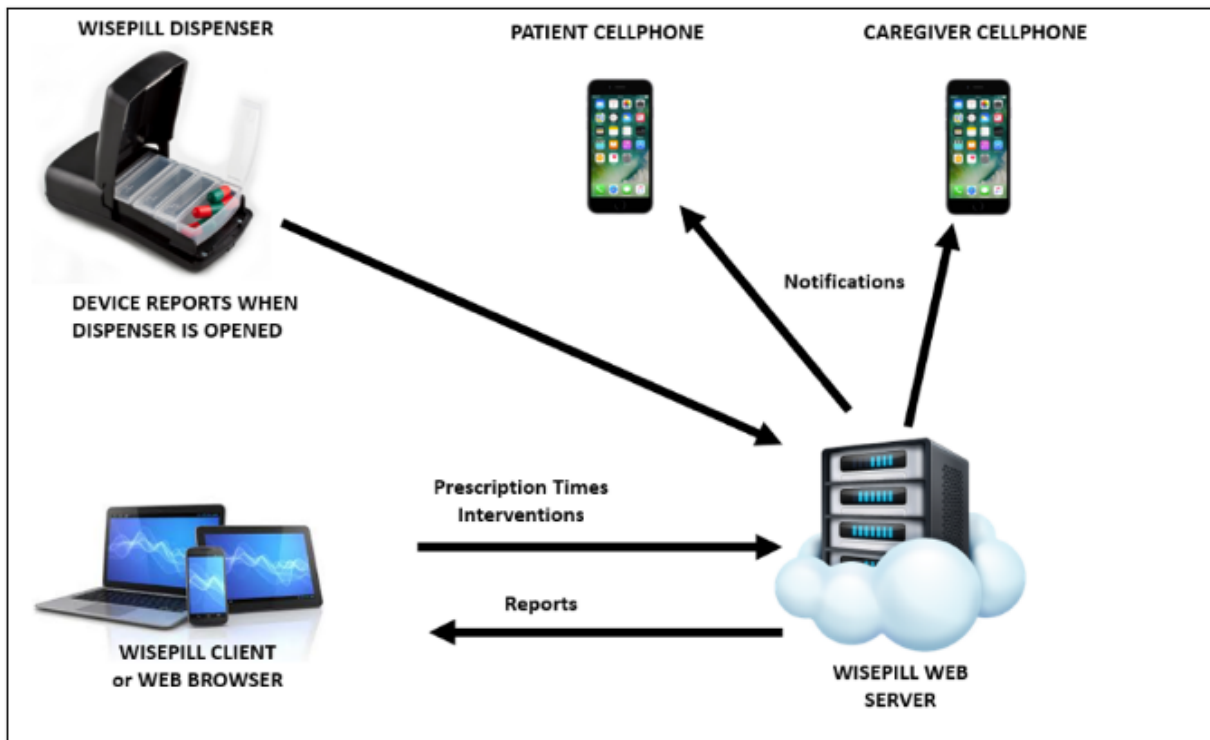 WISEPILL DISPENSER
PATIENT CELLPHONE
CAREGIVER CELLPHONE
Notifications
DEVICE REPORTS WHEN
DISPENSER IS OPENED
Prescription Times
Interventions
Reports
WISEPILL CLIENT
or WEB BROWSER
WISEPILL WEB
SERVER